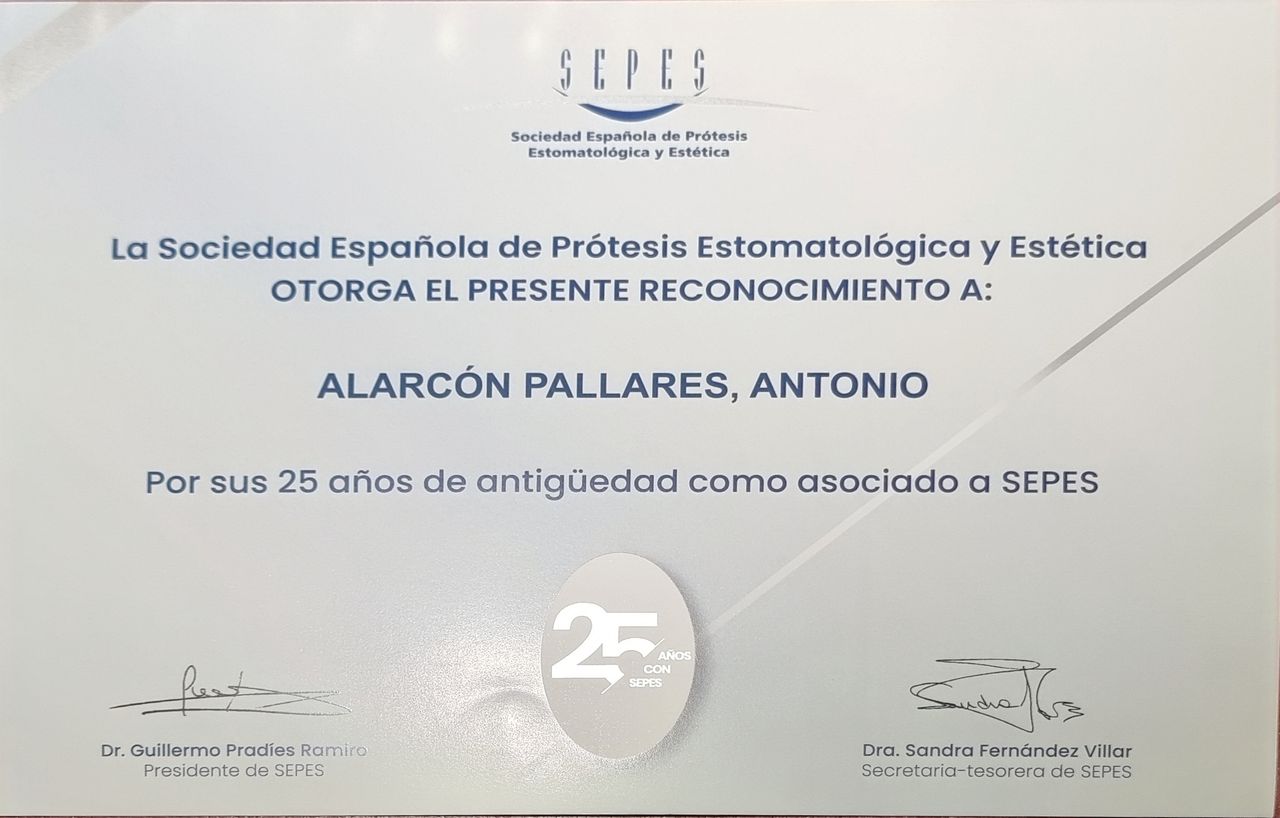 SEPES
Sociedad Española de Prótesis
Estomatológica y Estética
La Sociedad Española de Prótesis Estomatológica y Estética
OTORGA EL PRESENTE RECONOCIMIENTO A:
ALARCÓN PALLARES, ANTONIO
Por sus 25 años de antigüedad como asociado a SEPES
25
AÑOS
CON
SEPES
Dr. Guillermo Pradíes Ramiro
Presidente de SEPES
Sandra
Dra. Sandra Fernández Villar
Secretaria-tesorera de SEPES